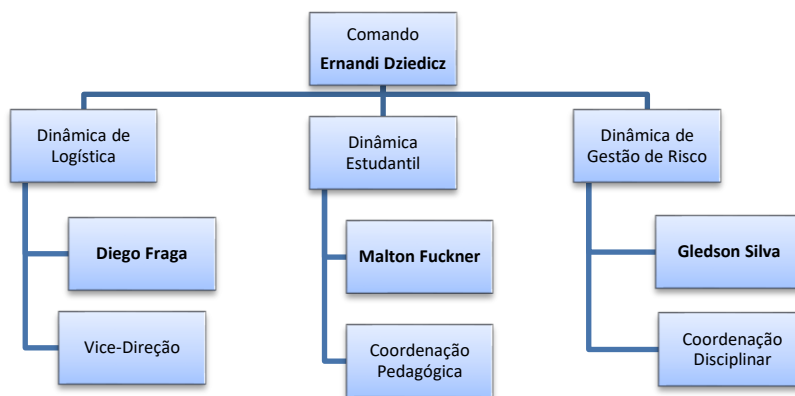 Comando
Ernandi Dziedicz
Dinâmica de
Logística
Diego Fraga
Vice-Direção
Dinâmica
Estudantil
Malton Fuckner
Coordenação
Pedagógica
Dinâmica de
Gestão de Risco
Gledson Silva
Coordenação
Disciplinar